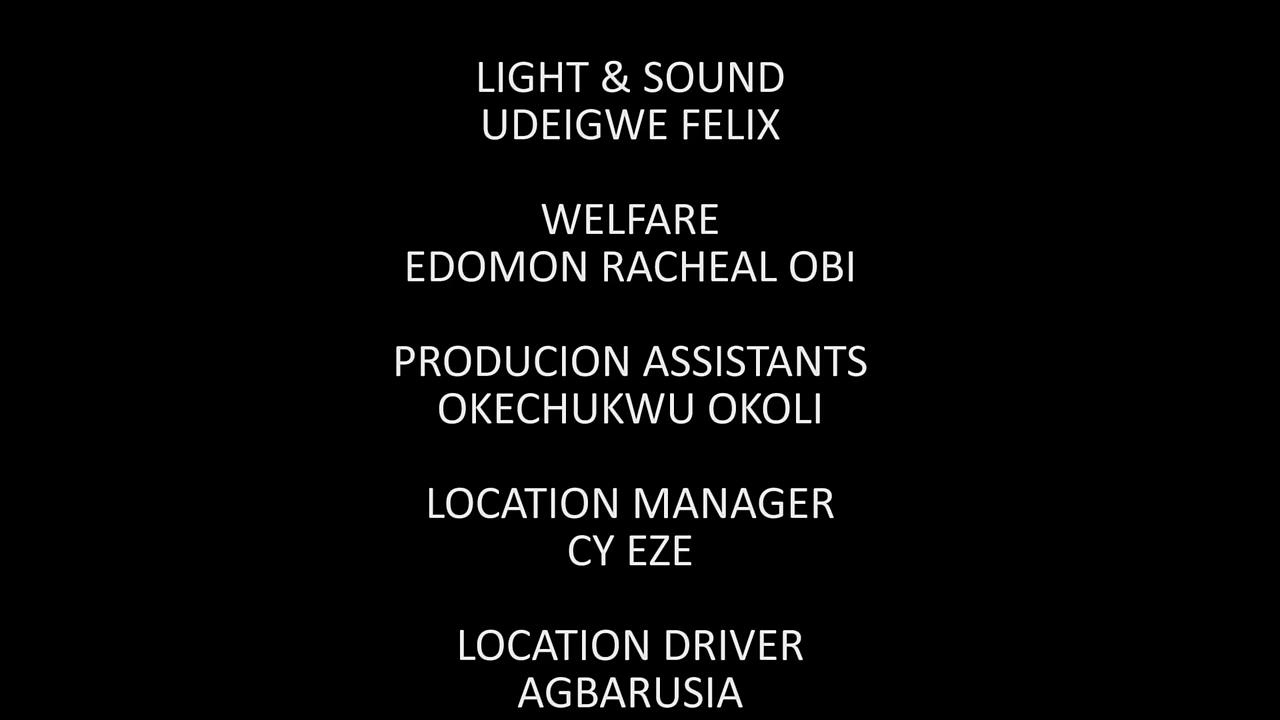 LIGHT & SOUND
UDEIGWE FELIX
WELFARE
EDOMON RACHEAL OBI
PRODUCION ASSISTANTS
OKECHUKWU OKOLI
LOCATION MANAGER
CY EZE
LOCATION DRIVER
AGBARUSIA